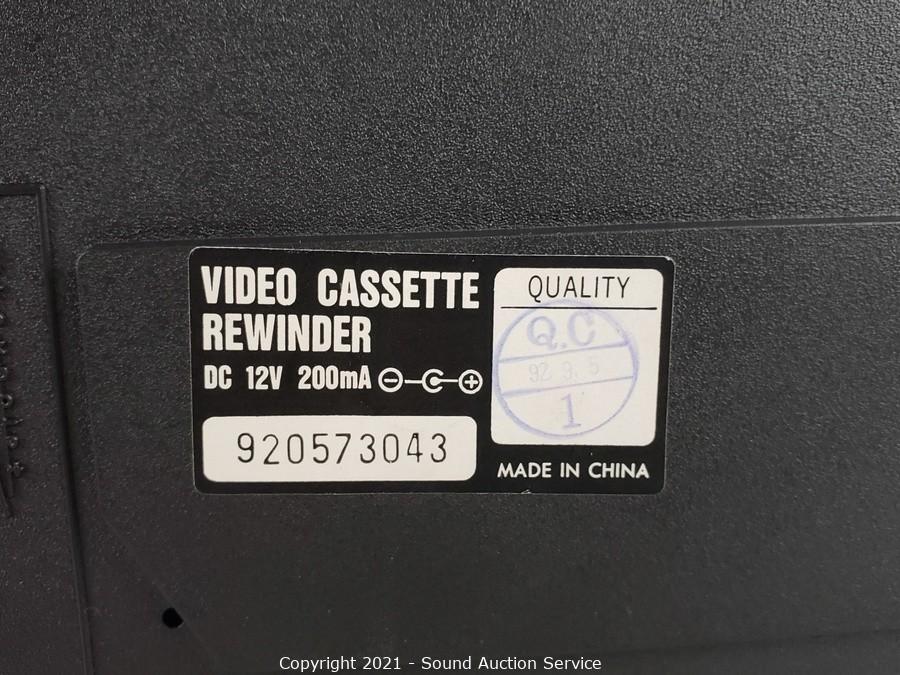 VIDEO CASSETTE
REWINDER
DC 12V 200mA
920573043
QUALITY
Q.C
92 9. 5
1
MADE IN CHINA
Copyright 2021 - Sound Auction Service